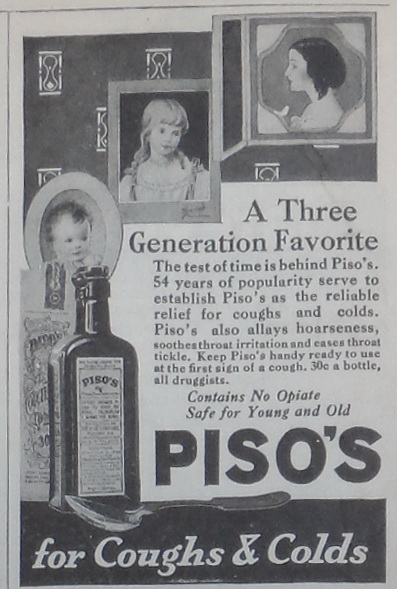 A Three
Generation Favorite
The test of time is behind Piso's.
54 years of popularity serve to
establish Piso's as the reliable
relief for coughs and colds.
Piso's also allays hoarseness,
soothes throat irritation and eases throat
tickle. Keep Piso's handy ready to use
at the first sign of a cough. 30c a bottle,
all druggists.
Contains No Opiate
Safe for Young and Old
PISO'S
PISO'S
for Coughs & Colds